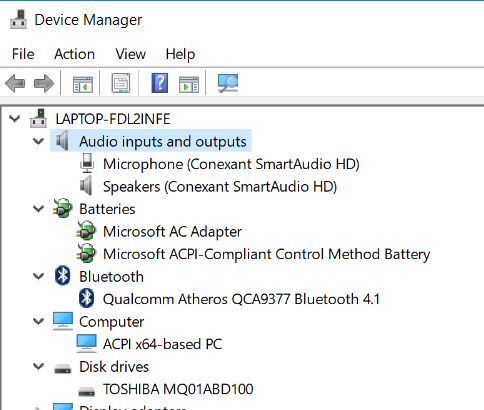 Device Manager
File Action View Help
LAPTOP-FDL2INFE
Audio inputs and outputs
Microphone (Conexant SmartAudio HD)
Speakers (Conexant SmartAudio HD)
Batteries
Microsoft AC Adapter
Microsoft ACPI-Compliant Control Method Battery
Bluetooth
Qualcomm Atheros QCA9377 Bluetooth 4.1
Computer
ACPI x64-based PC
Disk drives
TOSHIBA MQ01ABD100
Display adapters